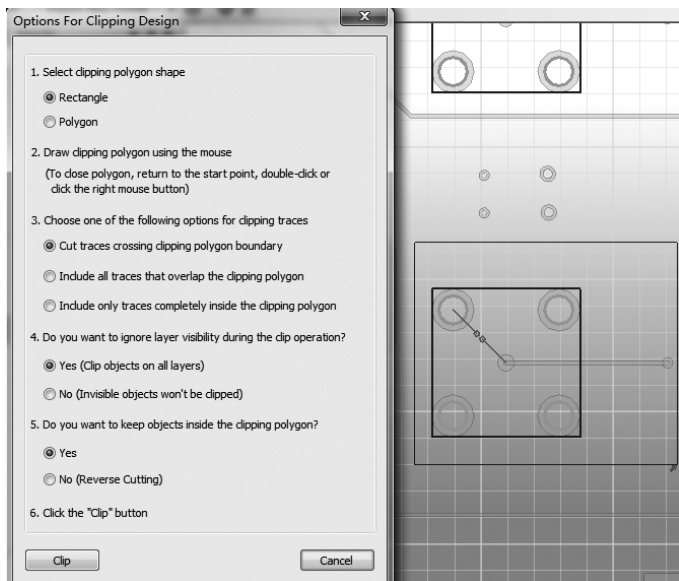 Options For Clipping Design
1. Select clipping polygon shape
Rectangle
Polygon
2. Draw clipping polygon using the mouse
(To close polygon, return to the start point, double-click or
click the right mouse button)
3. Choose one of the following options for clipping traces
Cut traces crossing clipping polygon boundary
Include all traces that overlap the clipping polygon
Include only traces completely inside the clipping polygon
4. Do you want to ignore layer visibility during the clip operation?
Yes (Clip objects on all layers)
No (Invisible objects won't be clipped)
5. Do you want to keep objects inside the clipping polygon?
Yes
No (Reverse Cutting)
6. Click the "Clip" button
Clip
Cancel